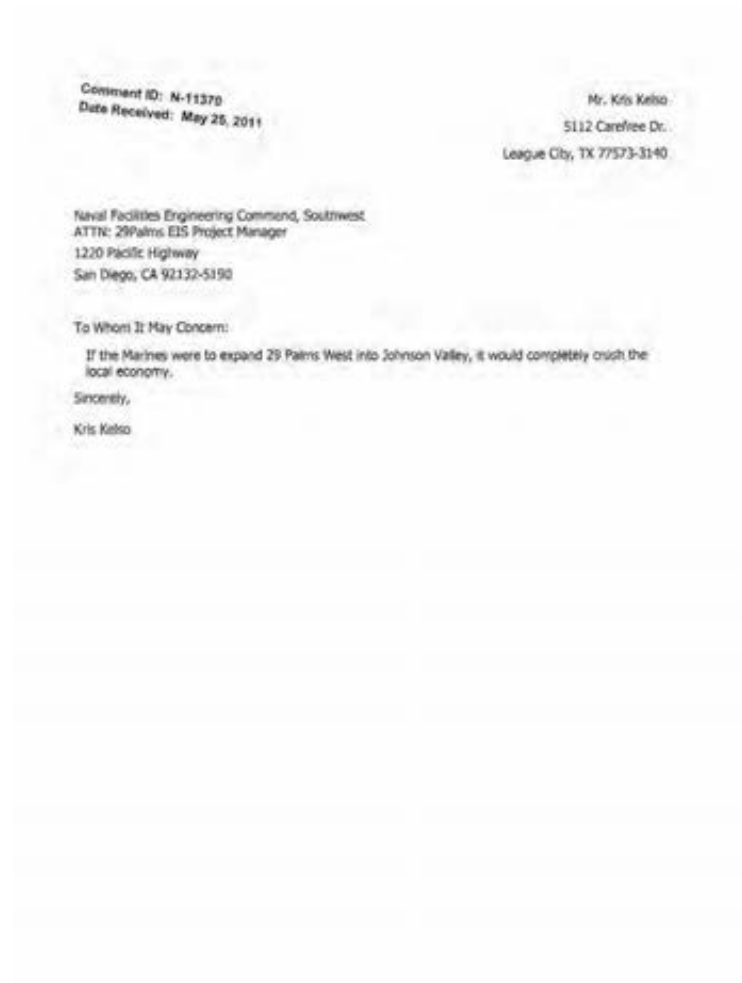 Comment ID: N-11370
Date Received: May 25, 2011
Mr. Kris Kelso
5112 Carefree Dr.
League City, TX 77573-3140
Naval Facilities Engineering Command, Southwest
ATTN: 29Palms EIS Project Manager
1220 Pacific Highway
San Diego, CA 92132-5190
To Whom It May Concern:
If the Marines were to expand 29 Palms West into Johnson Valley, it would completely crush the
local economy.
Sincerely,
Kris Kelso